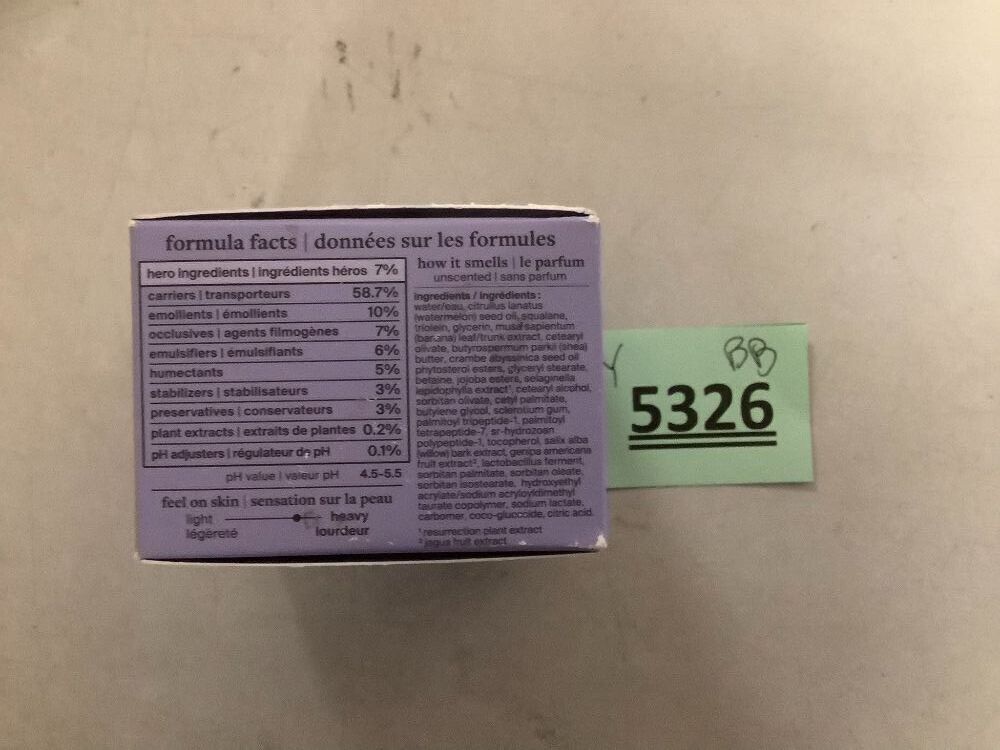 formula facts | données sur les formules
hero ingredients | ingrédients héros 7%
carriers | transporteurs 58.7%
emollients | émollients 10%
occlusives | agents filmogènes 7%
emulsifiers | émulsifiants 6%
humectants 5%
stabilizers | stabilisateurs 3%
preservatives | conservateurs 3%
plant extracts | extraits de plantes 0.2%
pH adjusters | régulateur de pH 0.1%
pH value | valeur pH 4.5-5.5
feel on skin | sensation sur la peau
light heavy
légèreté lourdeur
how it smells | le parfum
unscented | sans parfum
ingredients / ingrédients :
water/eau, citrullus lanatus
(watermelon) seed oil, squalane,
triolein, glycerin, musa sapientum
(banana) leaf/trunk extract, cetearyl
olivate, butyrospermum parkii (shea)
butter, crambe abyssinica seed oil
phytosterol esters, glyceryl stearate,
betaine, jojoba esters, selaginella
lepidophylla extract¹, cetearyl alcohol,
sorbitan olivate, cetyl palmitate,
butylene glycol, sclerotium gum,
palmitoyl tripeptide-1, palmitoyl
tetrapeptide-7, sr-hydrozoan
polypeptide-1, tocopherol, salix alba
(willow) bark extract, genipa americana
fruit extract², lactobacillus ferment,
sorbitan palmitate, sorbitan oleate,
sorbitan isostearate, hydroxyethyl
acrylate/sodium acryloyldimethyl
taurate copolymer, sodium lactate,
carbomer, coco-glucoside, citric acid.
¹ resurrection plant extract
² jagua fruit extract
Y BB
5326